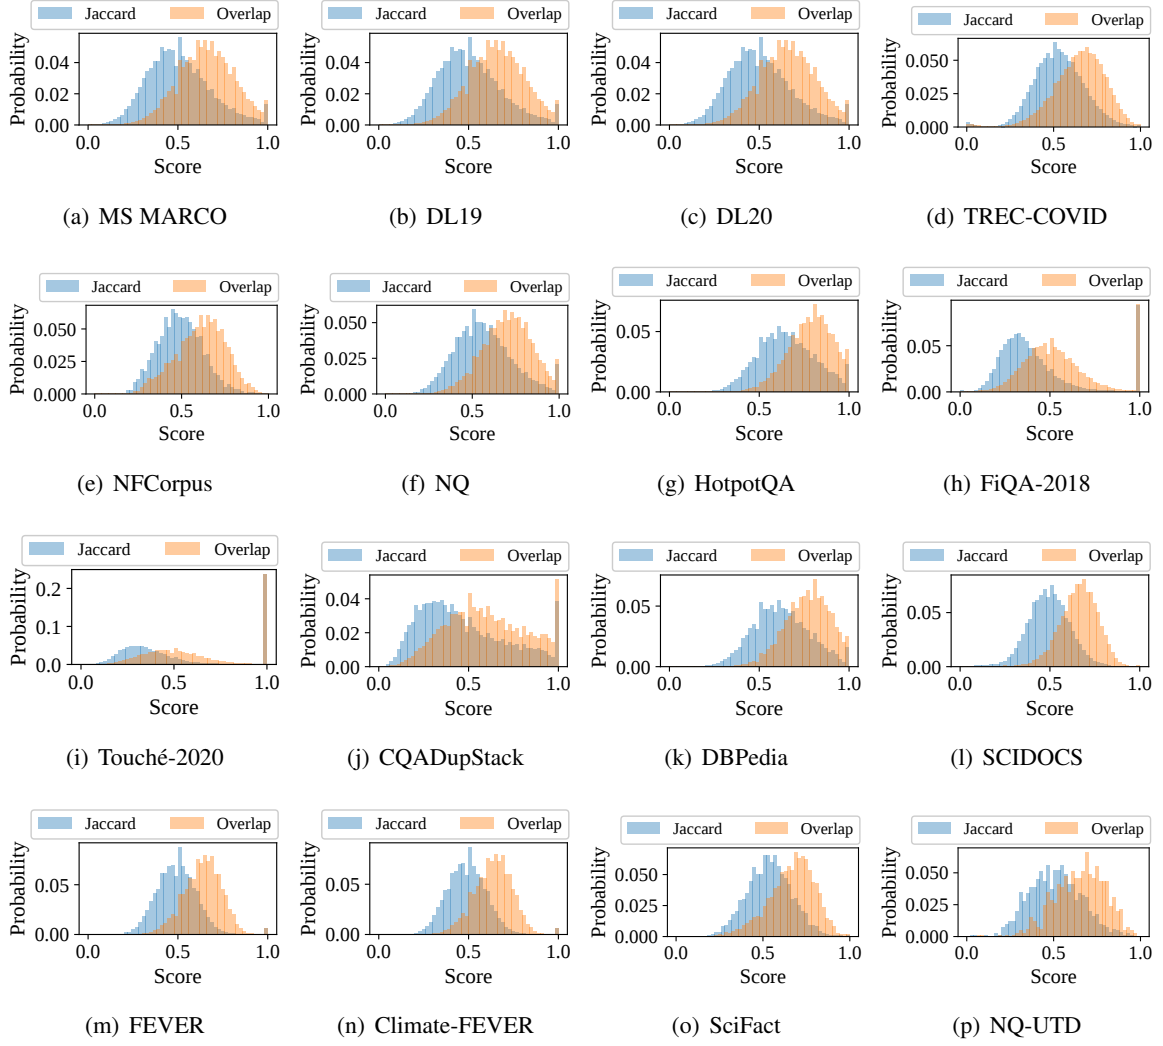 Jaccard Overlap Jaccard Overlap Jaccard Overlap Jaccard Overlap
Probability 0.04 0.02 0.00 0.0 0.5 1.0 Score
Probability 0.04 0.02 0.00 0.0 0.5 1.0 Score
Probability 0.04 0.02 0.00 0.0 0.5 1.0 Score
Probability 0.050 0.025 0.000 0.0 0.5 1.0 Score
(a) MS MARCO (b) DL19 (c) DL20 (d) TREC-COVID
Jaccard Overlap Jaccard Overlap Jaccard Overlap Jaccard Overlap
Probability 0.050 0.025 0.000 0.0 0.5 1.0 Score
Probability 0.050 0.025 0.000 0.0 0.5 1.0 Score
Probability 0.05 0.00 0.0 0.5 1.0 Score
Probability 0.05 0.00 0.0 0.5 1.0 Score
(e) NFCorpus (f) NQ (g) HotpotQA (h) FiQA-2018
Jaccard Overlap Jaccard Overlap Jaccard Overlap Jaccard Overlap
Probability 0.2 0.1 0.0 0.0 0.5 1.0 Score
Probability 0.04 0.02 0.00 0.0 0.5 1.0 Score
Probability 0.05 0.00 0.0 0.5 1.0 Score
Probability 0.05 0.00 0.0 0.5 1.0 Score
(i) Touché-2020 (j) CQADupStack (k) DBPedia (l) SCIDOCS
Jaccard Overlap Jaccard Overlap Jaccard Overlap Jaccard Overlap
Probability 0.05 0.00 0.0 0.5 1.0 Score
Probability 0.05 0.00 0.0 0.5 1.0 Score
Probability 0.050 0.025 0.000 0.0 0.5 1.0 Score
Probability 0.050 0.025 0.000 0.0 0.5 1.0 Score
(m) FEVER (n) Climate-FEVER (o) SciFact (p) NQ-UTD